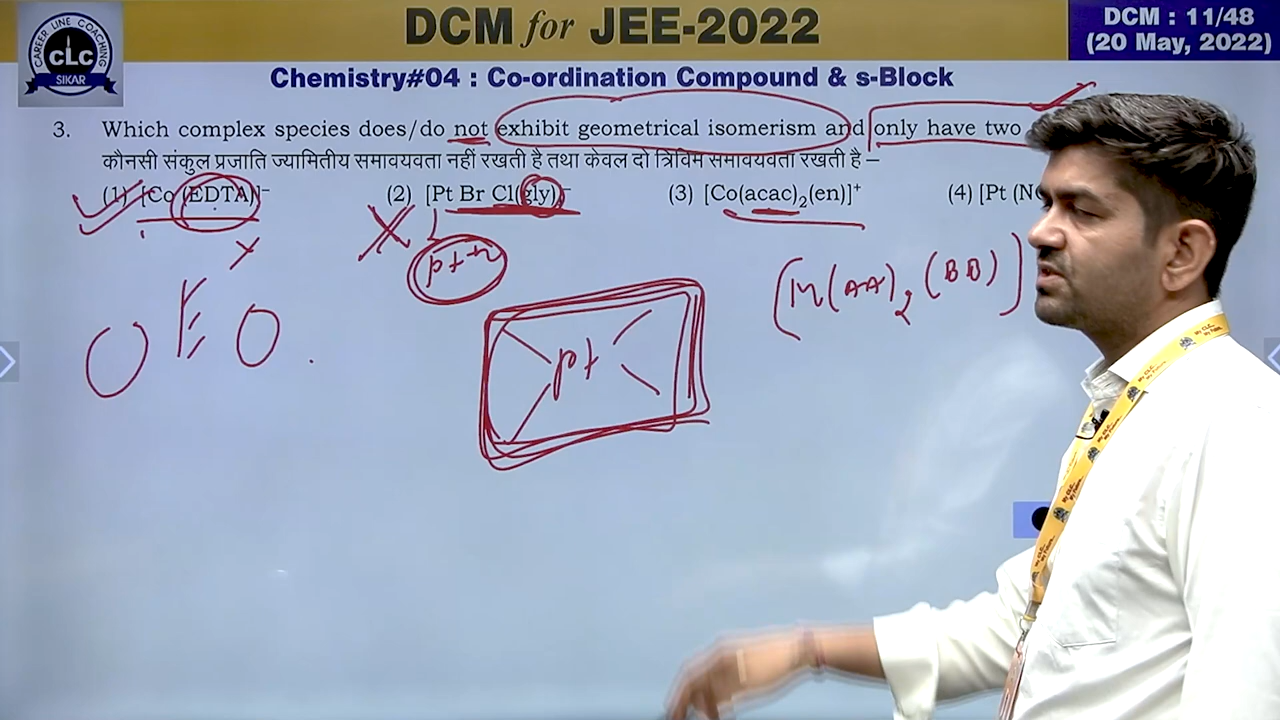 DCM for JEE-2022
DCM : 11/48
(20 May, 2022)
CAREER LINE COACHING
CLC
SIKAR
Chemistry#04 : Co-ordination Compound & s-Block
3. Which complex species does/do not exhibit geometrical isomerism and only have two
कौनसी संकुल प्रजाति ज्यामितीय समावयवता नहीं रखती है तथा केवल दो त्रिविम समावयवता रखती है –
(1) [Co (EDTA)]⁻ (2) [Pt Br Cl(gly)]⁻ (3) [Co(acac)₂(en)]⁺ (4) [Pt (NO
pt⁺²
[M(AA)₂(BB)]
pt